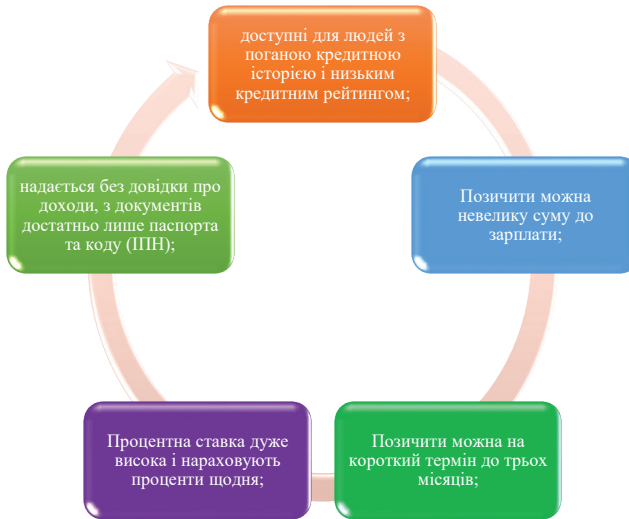 доступні для людей з
поганою кредитною
історією і низьким
кредитним рейтингом;
Позичити можна
невелику суму до
зарплати;
Позичити можна на
короткий термін до трьох
місяців;
Процентна ставка дуже
висока і нараховують
проценти щодня;
надається без довідки про
доходи, з документів
достатньо лише паспорта
та коду (ІПН);